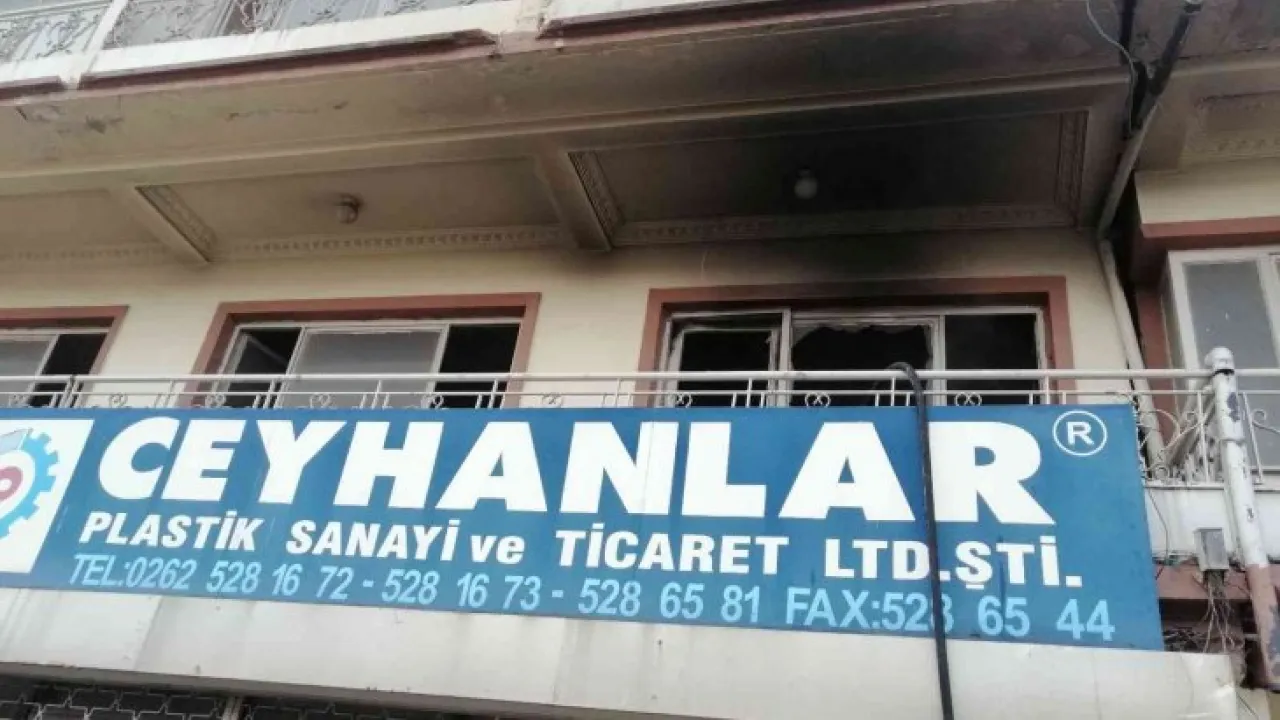 CEYHANLAR ®
PLASTİK SANAYİ ve TİCARET LTD.ŞTİ.
TEL:0262 528 16 72 - 528 16 73 - 528 65 81 FAX:528 65 44